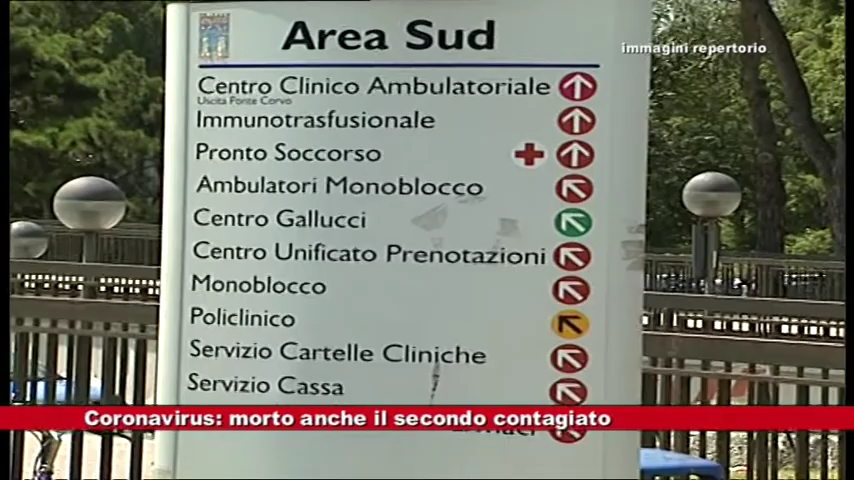 Area Sud
immagini repertorio
Centro Clinico Ambulatoriale
Uscita Ponte Corvo
Immunotrasfusionale
Pronto Soccorso
Ambulatori Monoblocco
Centro Gallucci
Centro Unificato Prenotazioni
Monoblocco
Policlinico
Servizio Cartelle Cliniche
Servizio Cassa
Coronavirus: morto anche il secondo contagiato